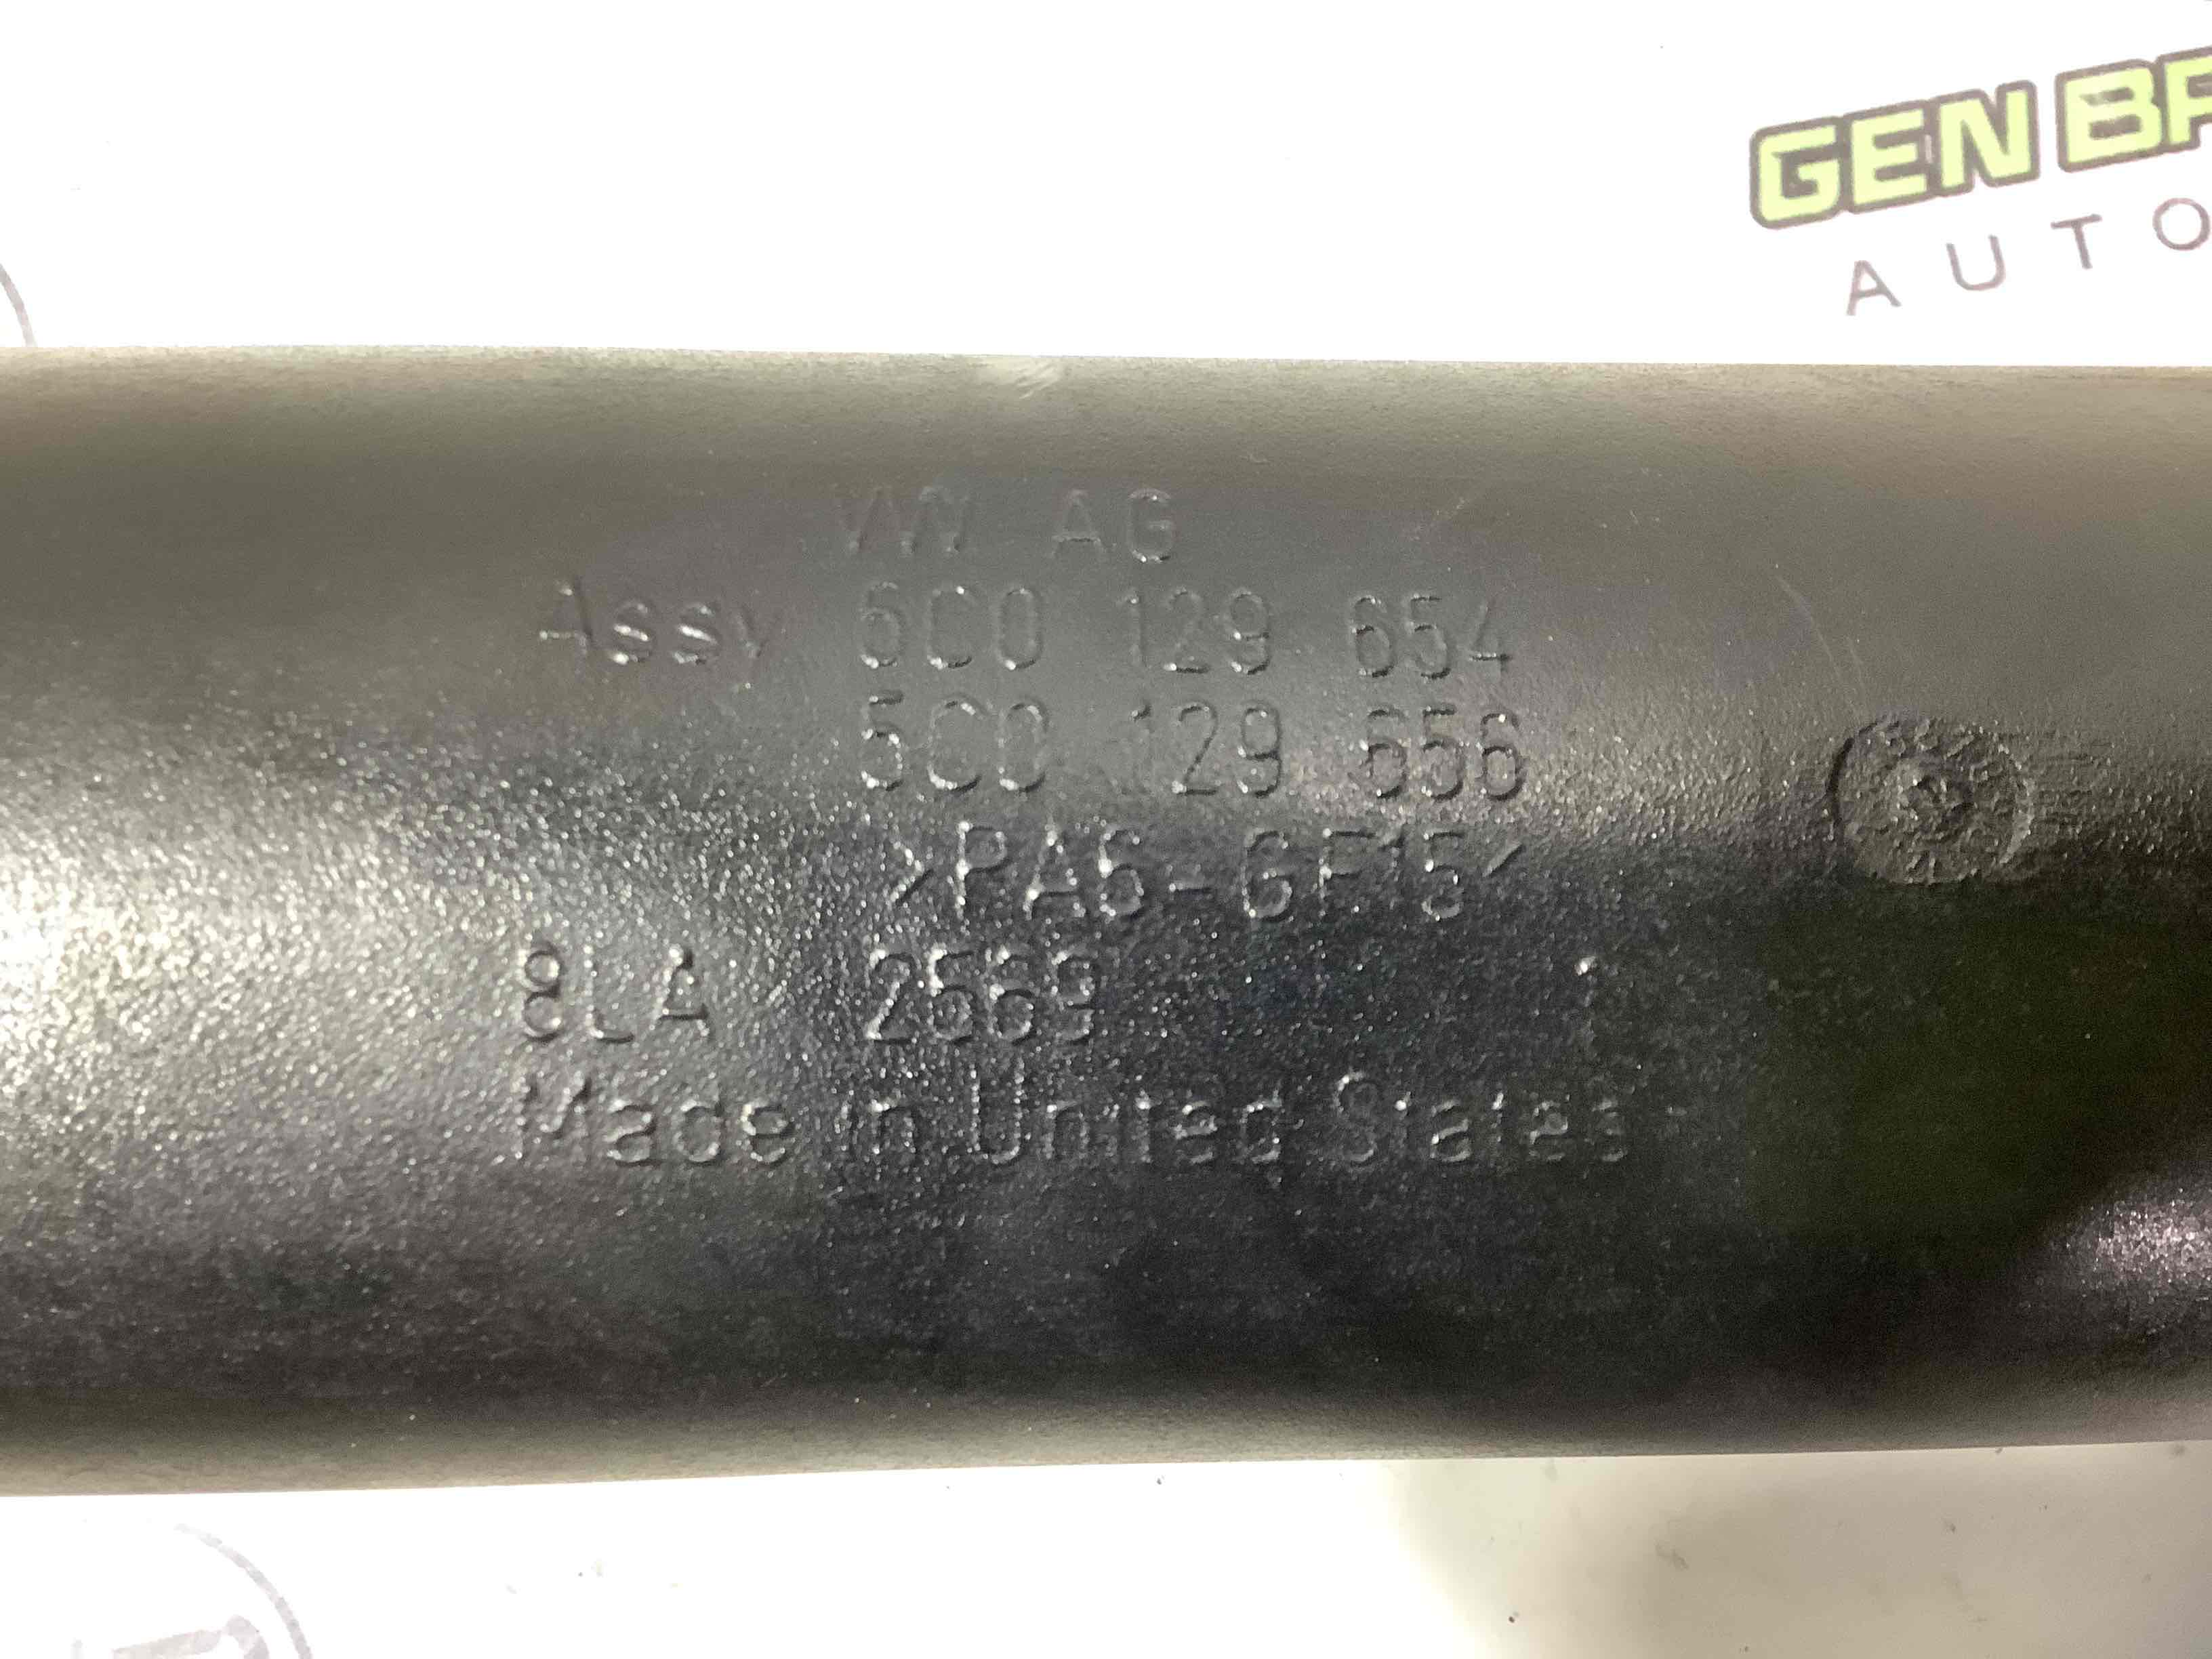 GEN BR
AUTO
VW AG
Assy 5C0 129 654
5C0 129 656
>PA6-GF15<
8LA 2569 1
Made in United States